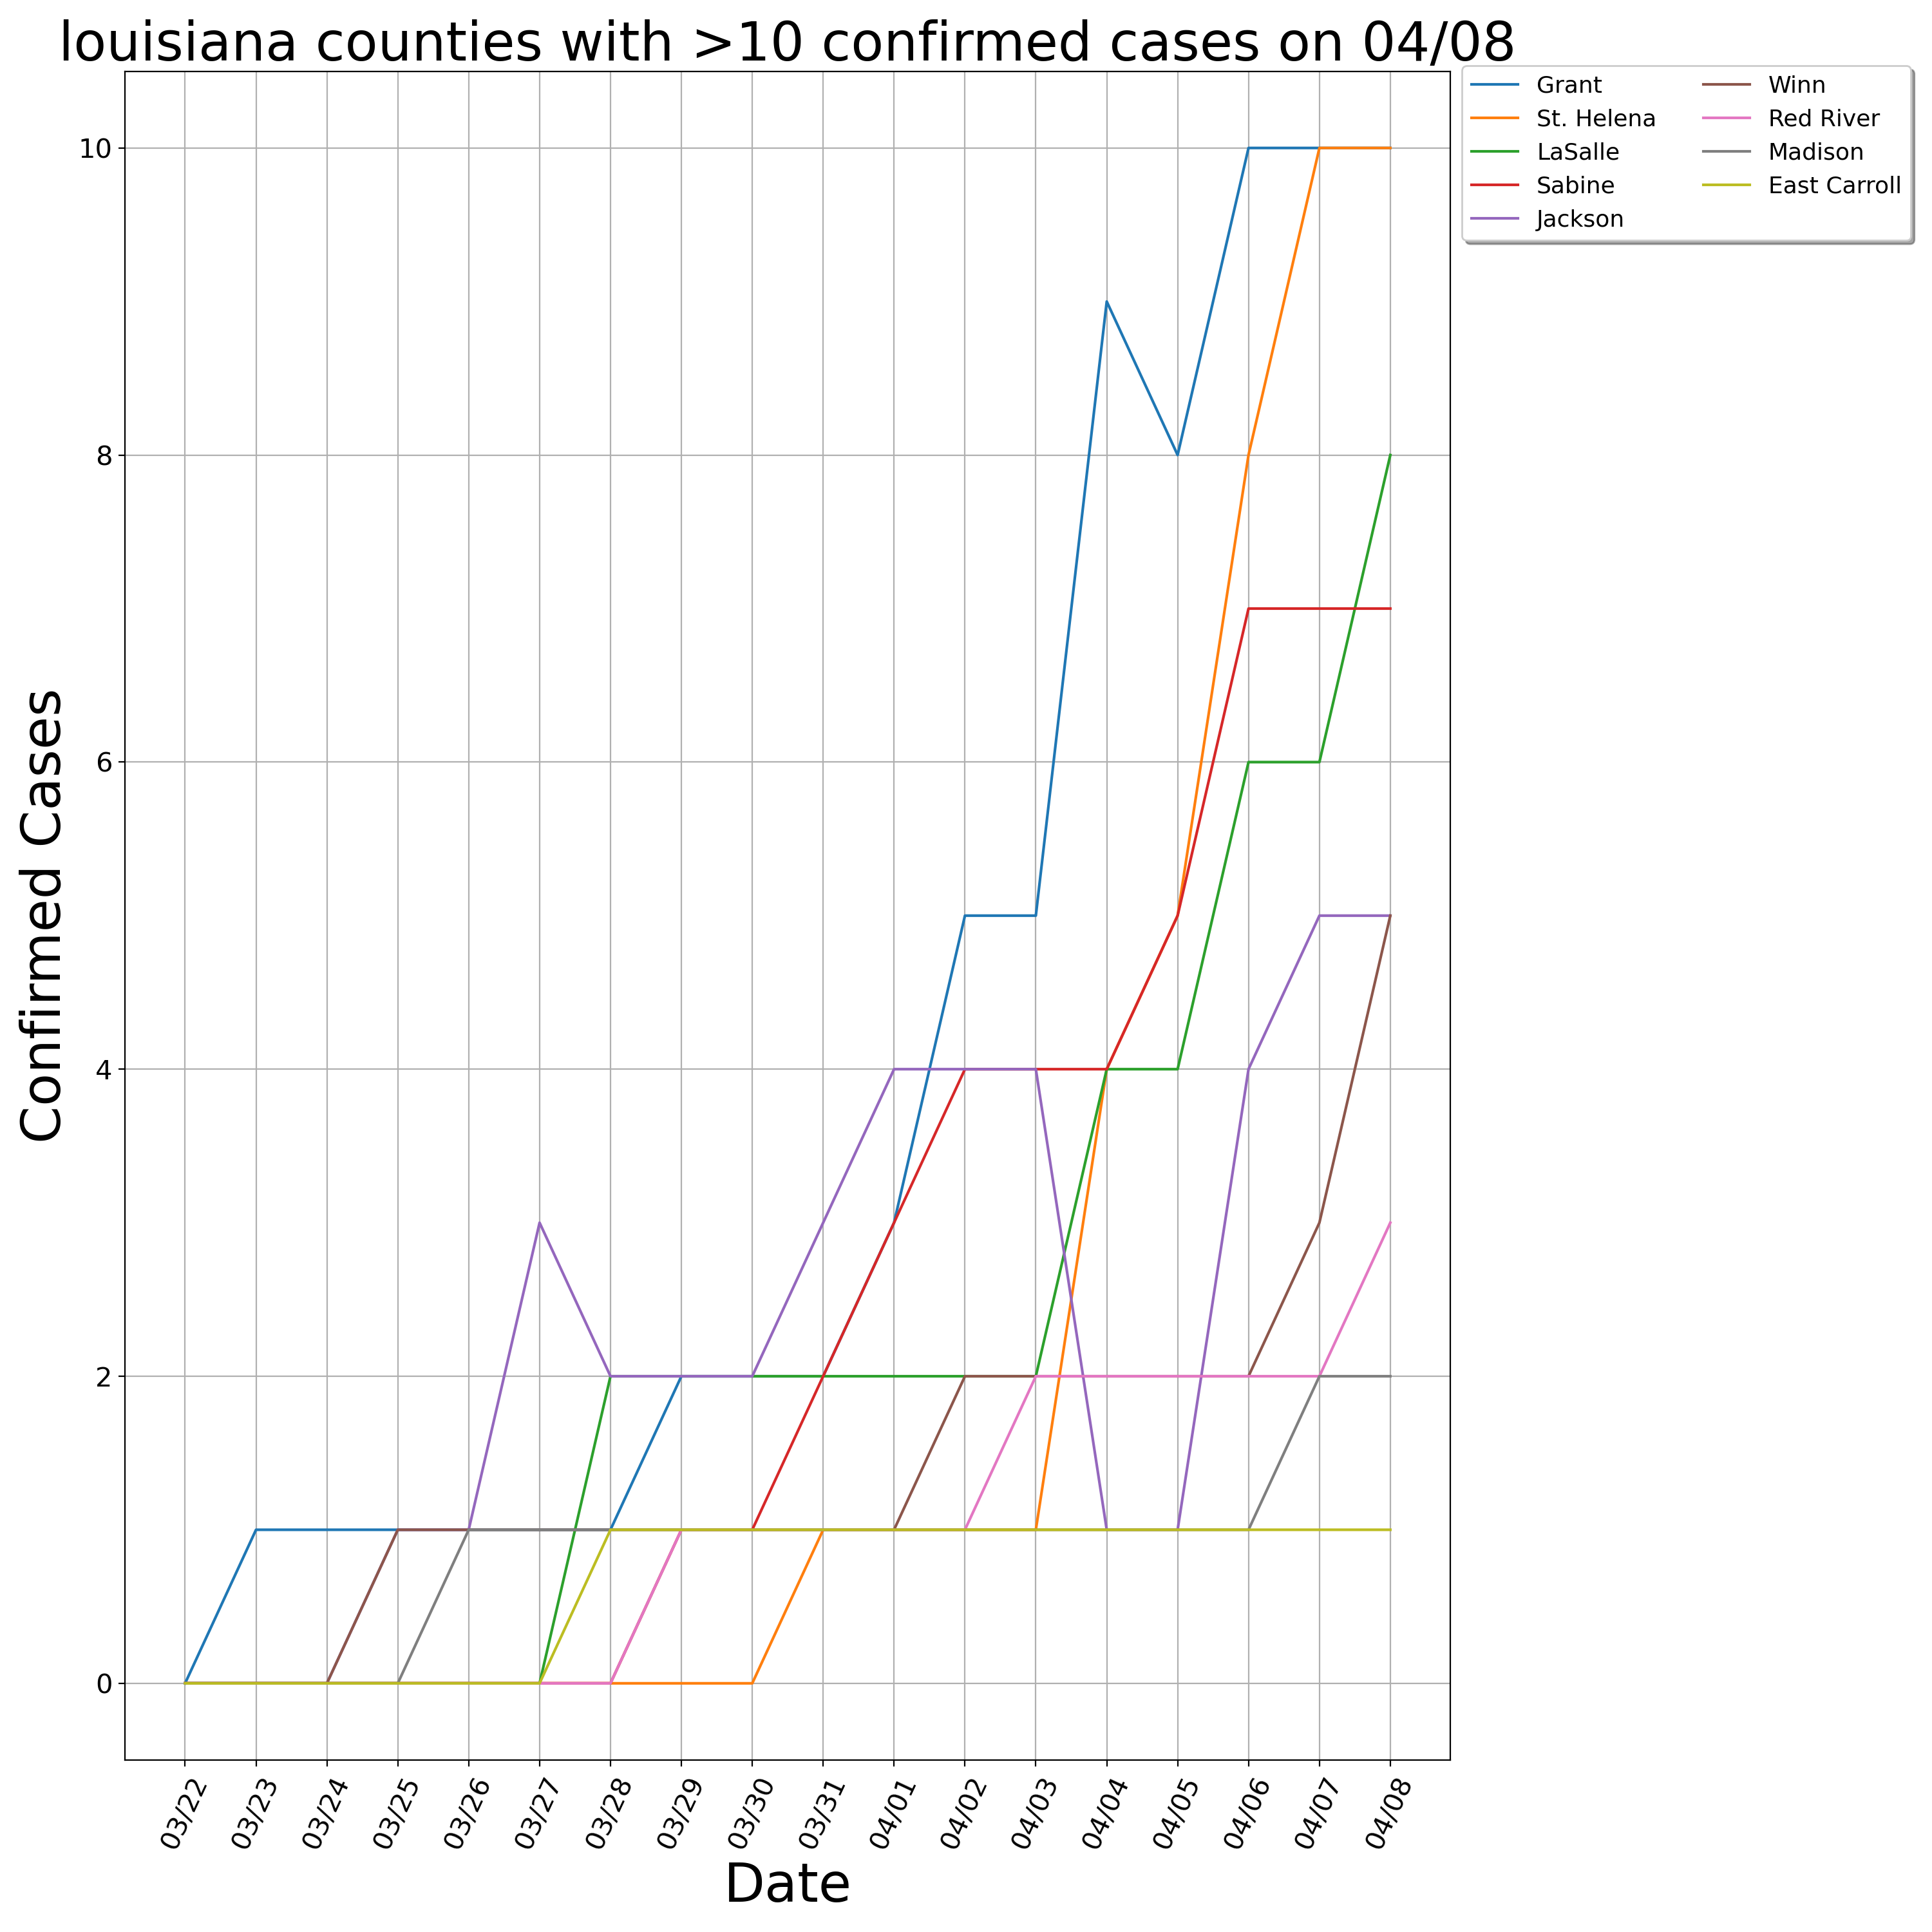 louisiana counties with >10 confirmed cases on 04/08
Grant
St. Helena
LaSalle
Sabine
Jackson
Winn
Red River
Madison
East Carroll
Confirmed Cases
10
8
6
4
2
0
03/22
03/23
03/24
03/25
03/26
03/27
03/28
03/29
03/30
03/31
04/01
04/02
04/03
04/04
04/05
04/06
04/07
04/08
Date